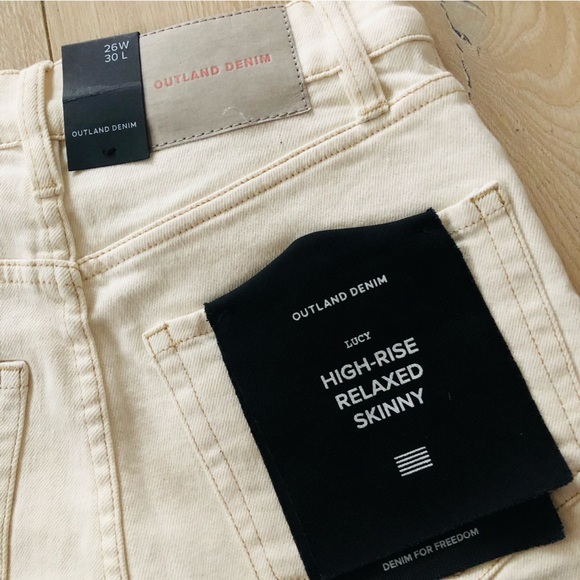 26W
30 L
OUTLAND DENIM
OUTLAND DENIM
OUTLAND DENIM
LUCY
HIGH-RISE
RELAXED
SKINNY
DENIM FOR FREEDOM